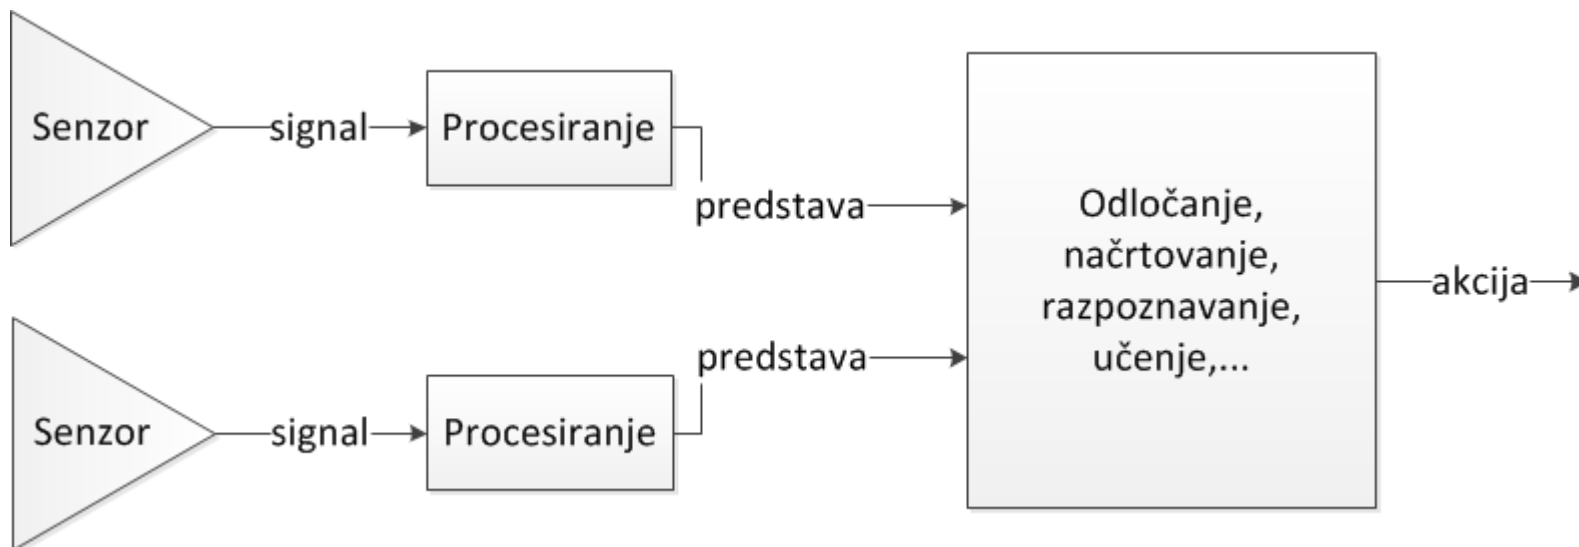 Senzor
signal
Procesiranje
predstava
Odločanje,
načrtovanje,
razpoznavanje,
učenje,...
akcija
predstava
Senzor
signal
Procesiranje